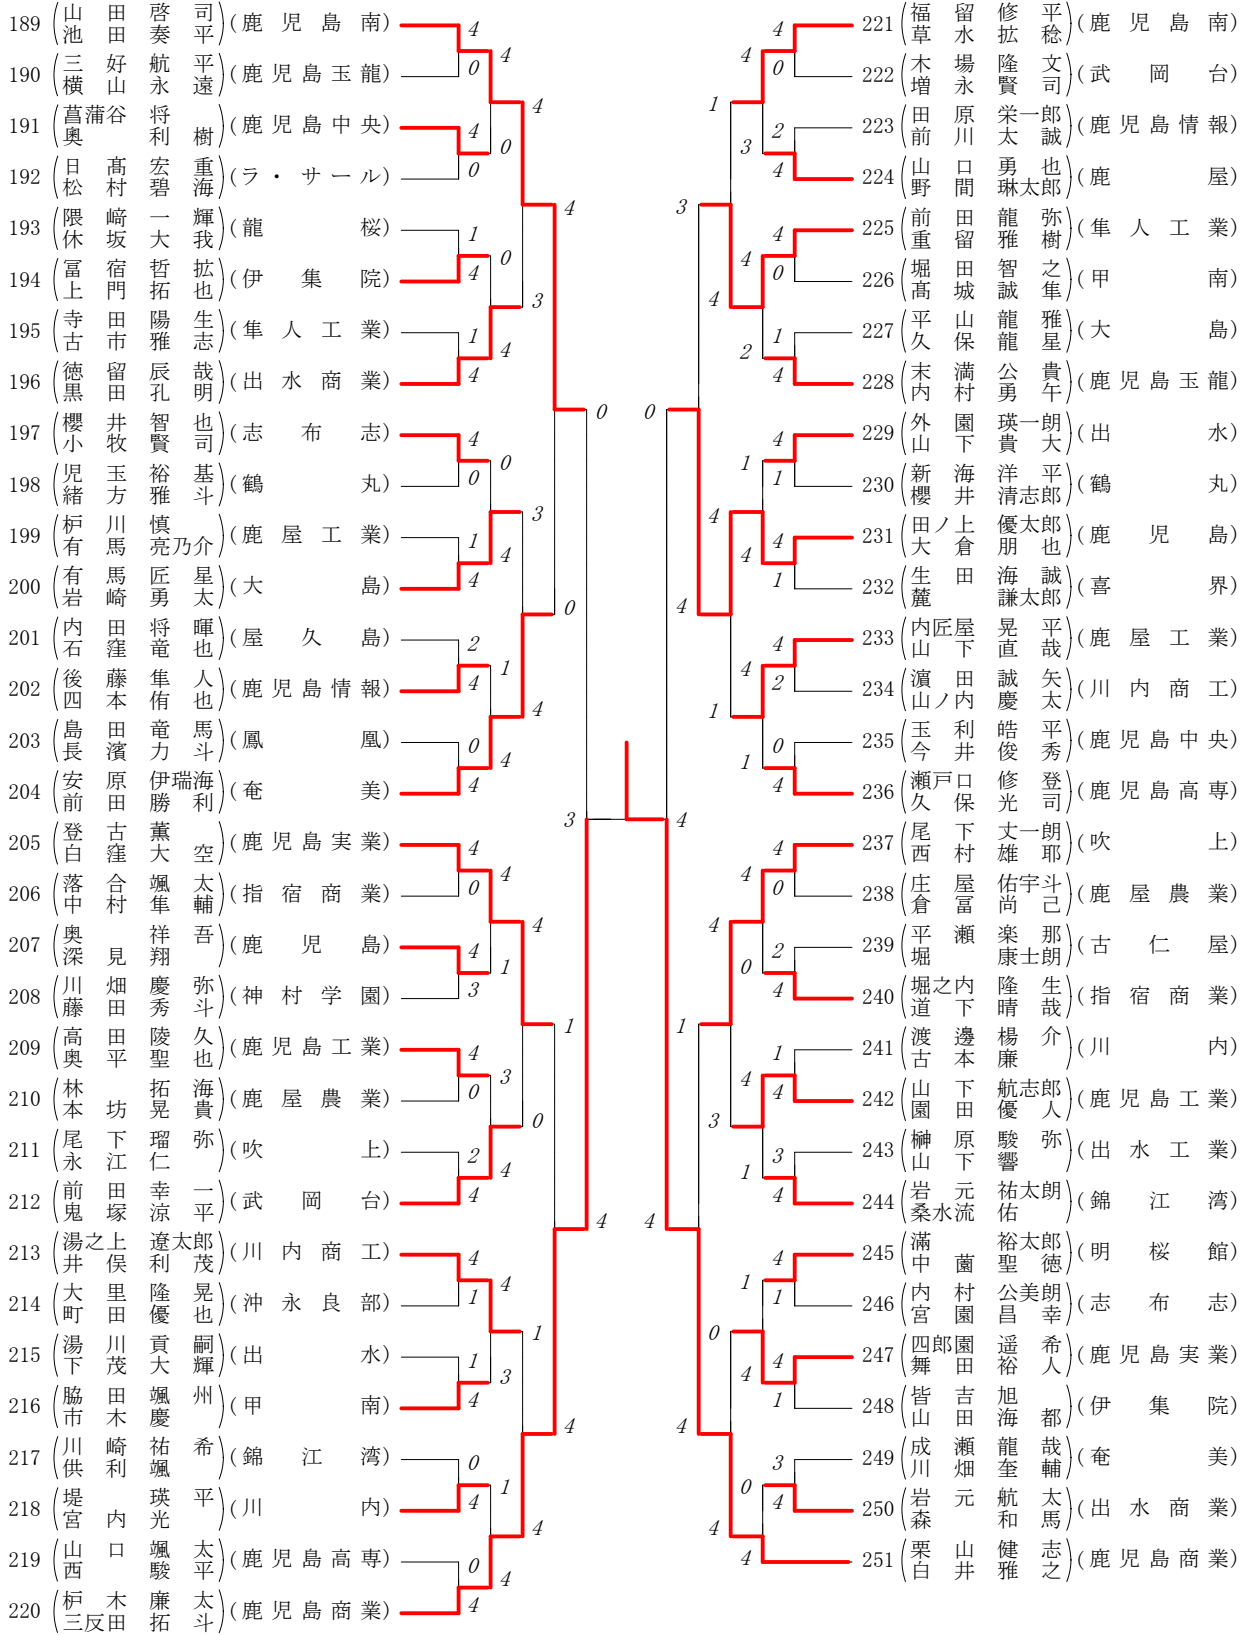 189 山田啓司 池田奏平 (鹿児島南)
190 三好航平 横山永遠 (鹿児島玉龍)
191 菖蒲谷将 奥利樹 (鹿児島中央)
192 日髙宏重 松村碧海 (ラ・サール)
193 隈﨑一輝 休坂大我 (龍桜)
194 冨宿哲拡 上門拓也 (伊集院)
195 寺田陽生 古市雅志 (隼人工業)
196 徳留辰哉 黒田孔明 (出水商業)
197 櫻井智也 小牧賢司 (志布志)
198 児玉裕基 緒方雅斗 (鶴丸)
199 枦川慎 有馬亮乃介 (鹿屋工業)
200 有馬匠星 岩崎勇太 (大島)
201 内田将暉 石窪竜也 (屋久島)
202 後藤隼人 四本侑也 (鹿児島情報)
203 島田竜馬 長濱力斗 (鳳凰)
204 安原伊瑞海 前田勝利 (奄美)
205 登古薫 白窪大空 (鹿児島実業)
206 落合颯太 中村隼輔 (指宿商業)
207 奥祥吾 深見翔 (鹿児島)
208 川畑慶弥 藤田秀斗 (神村学園)
209 高田陵久 奥平聖也 (鹿児島工業)
210 林拓海 本坊晃貴 (鹿屋農業)
211 尾下瑠弥 永江仁 (吹上)
212 前田幸一 鬼塚涼平 (武岡台)
213 湯之上遼太郎 井俣利茂 (川内商工)
214 大里隆晃 町田優也 (沖永良部)
215 湯川貢嗣 下茂大輝 (出水)
216 脇田颯州 市木慶 (甲南)
217 川崎祐希 供利颯 (錦江湾)
218 堤瑛平 宮内光 (川内)
219 山口颯太 西駿平 (鹿児島高専)
220 枦木廉太 三反田拓斗 (鹿児島商業)
221 福留修平 草水拡稔 (鹿児島南)
222 木場隆文 増永賢司 (武岡台)
223 田原栄一郎 前川太誠 (鹿児島情報)
224 山口勇也 野間琳太郎 (鹿屋)
225 前田龍弥 重留雅樹 (隼人工業)
226 堀田智之 髙城誠隼 (甲南)
227 平山龍雅 久保龍星 (大島)
228 末満公貴 内村勇午 (鹿児島玉龍)
229 外園瑛一朗 山下貴大 (出水)
230 新海洋平 櫻井清志郎 (鶴丸)
231 田ノ上優太郎 大倉朋也 (鹿児島)
232 生田海誠 麓謙太郎 (喜界)
233 内匠屋晃平 山下直哉 (鹿屋工業)
234 濵田誠矢 山ノ内慶太 (川内商工)
235 玉利皓平 今井俊秀 (鹿児島中央)
236 瀬戸口修登 久保光司 (鹿児島高専)
237 尾下丈一朗 西村雄耶 (吹上)
238 庄屋佑宇斗 倉冨尚己 (鹿屋農業)
239 平瀬楽那 堀康士朗 (古仁屋)
240 堀之内隆生 道下晴哉 (指宿商業)
241 渡邊楊介 古本廉 (川内)
242 山下航志郎 園田優人 (鹿児島工業)
243 榊原駿弥 山下響 (出水工業)
244 岩元祐太朗 桑水流佑 (錦江湾)
245 滿裕太郎 中薗聖徳 (明桜館)
246 内村公美朗 宮園昌幸 (志布志)
247 四郎園遥希 舞田裕人 (鹿児島実業)
248 皆吉旭 山田海都 (伊集院)
249 成瀬龍哉 川畑奎輔 (奄美)
250 岩元航太 森和馬 (出水商業)
251 栗山健志 白井雅之 (鹿児島商業)